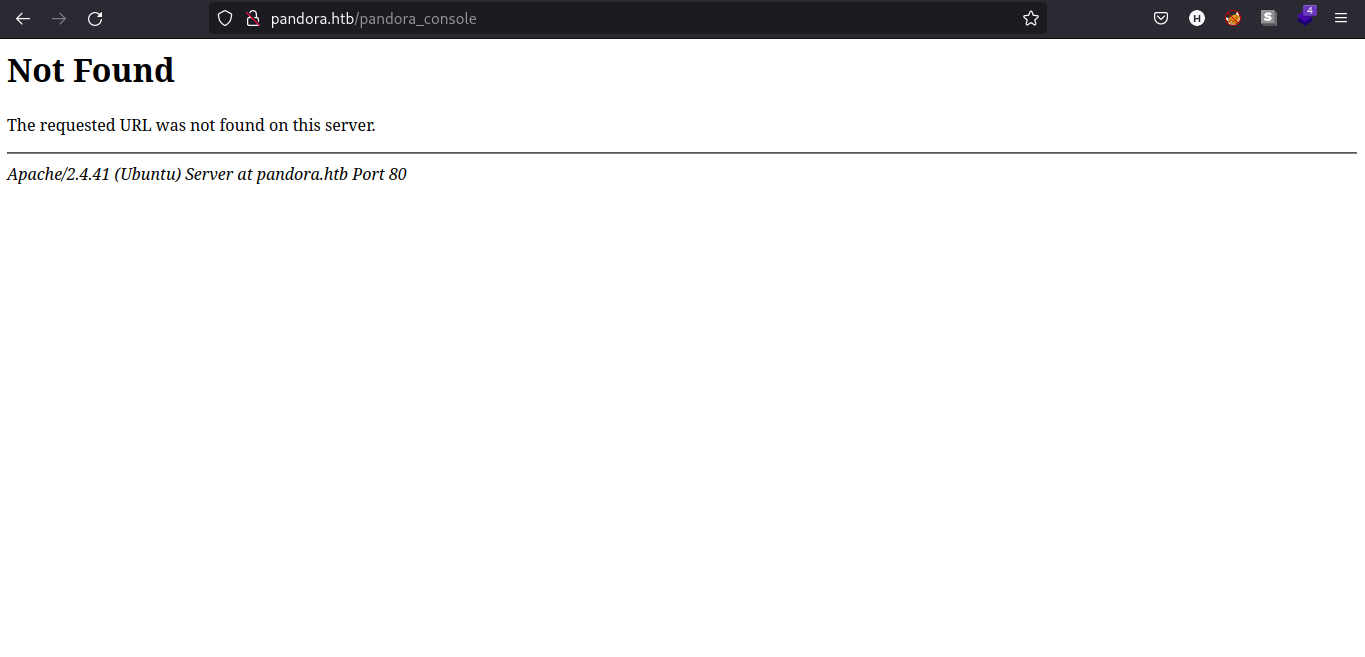 pandora.htb/pandora_console
H
S
4
Not Found
The requested URL was not found on this server.
Apache/2.4.41 (Ubuntu) Server at pandora.htb Port 80